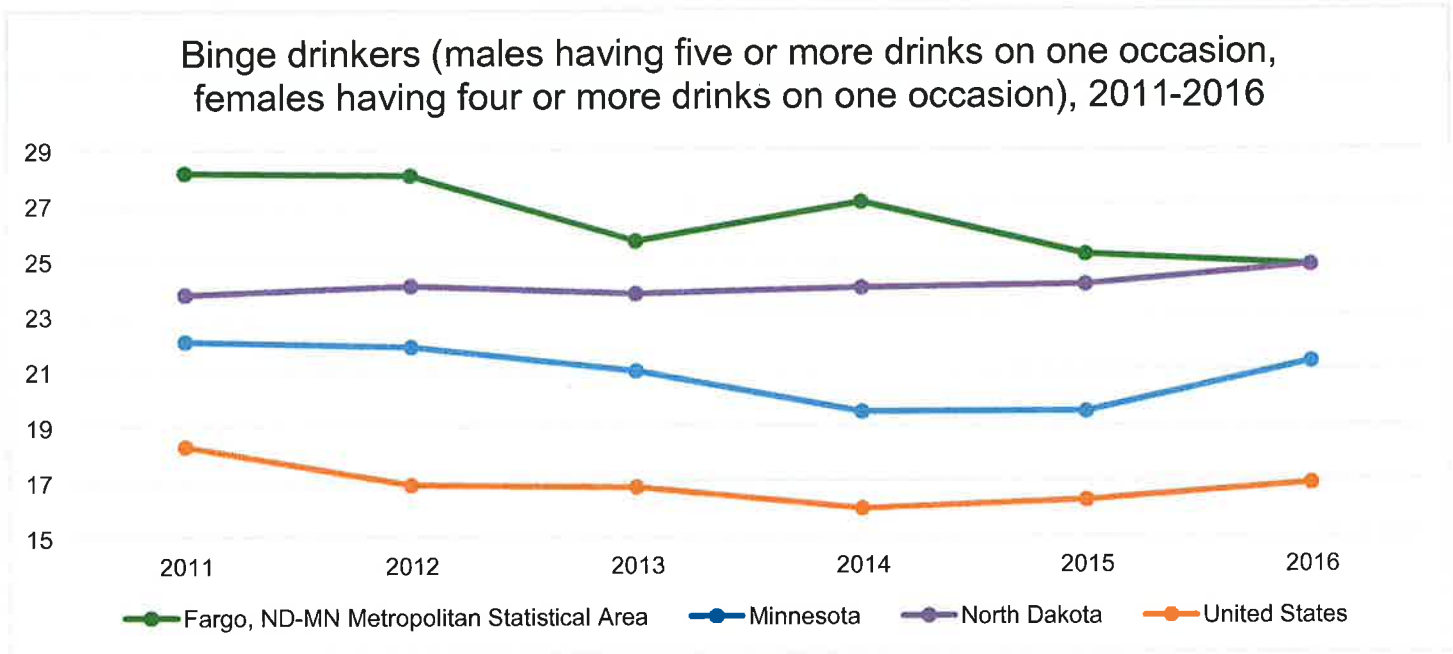 Binge drinkers (males having five or more drinks on one occasion,
females having four or more drinks on one occasion), 2011-2016
29
27
25
23
21
19
17
15
2011 2012 2013 2014 2015 2016
Fargo, ND-MN Metropolitan Statistical Area Minnesota North Dakota United States